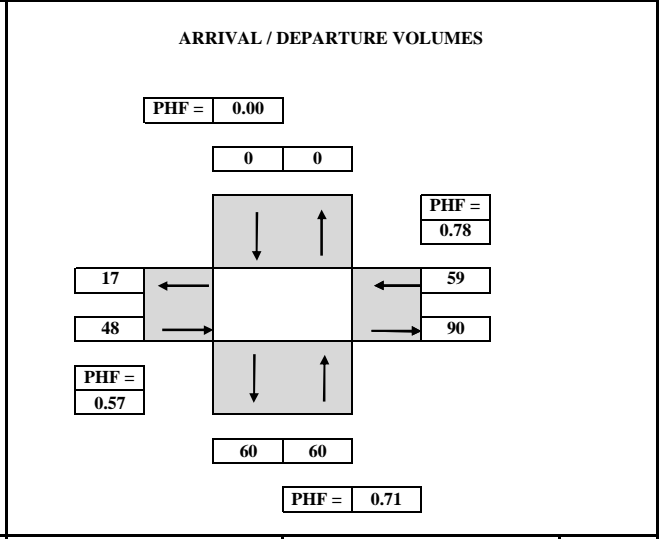 ARRIVAL / DEPARTURE VOLUMES
PHF = 0.00
0 0
PHF =
0.78
17 59
48 90
PHF =
0.57
60 60
PHF = 0.71